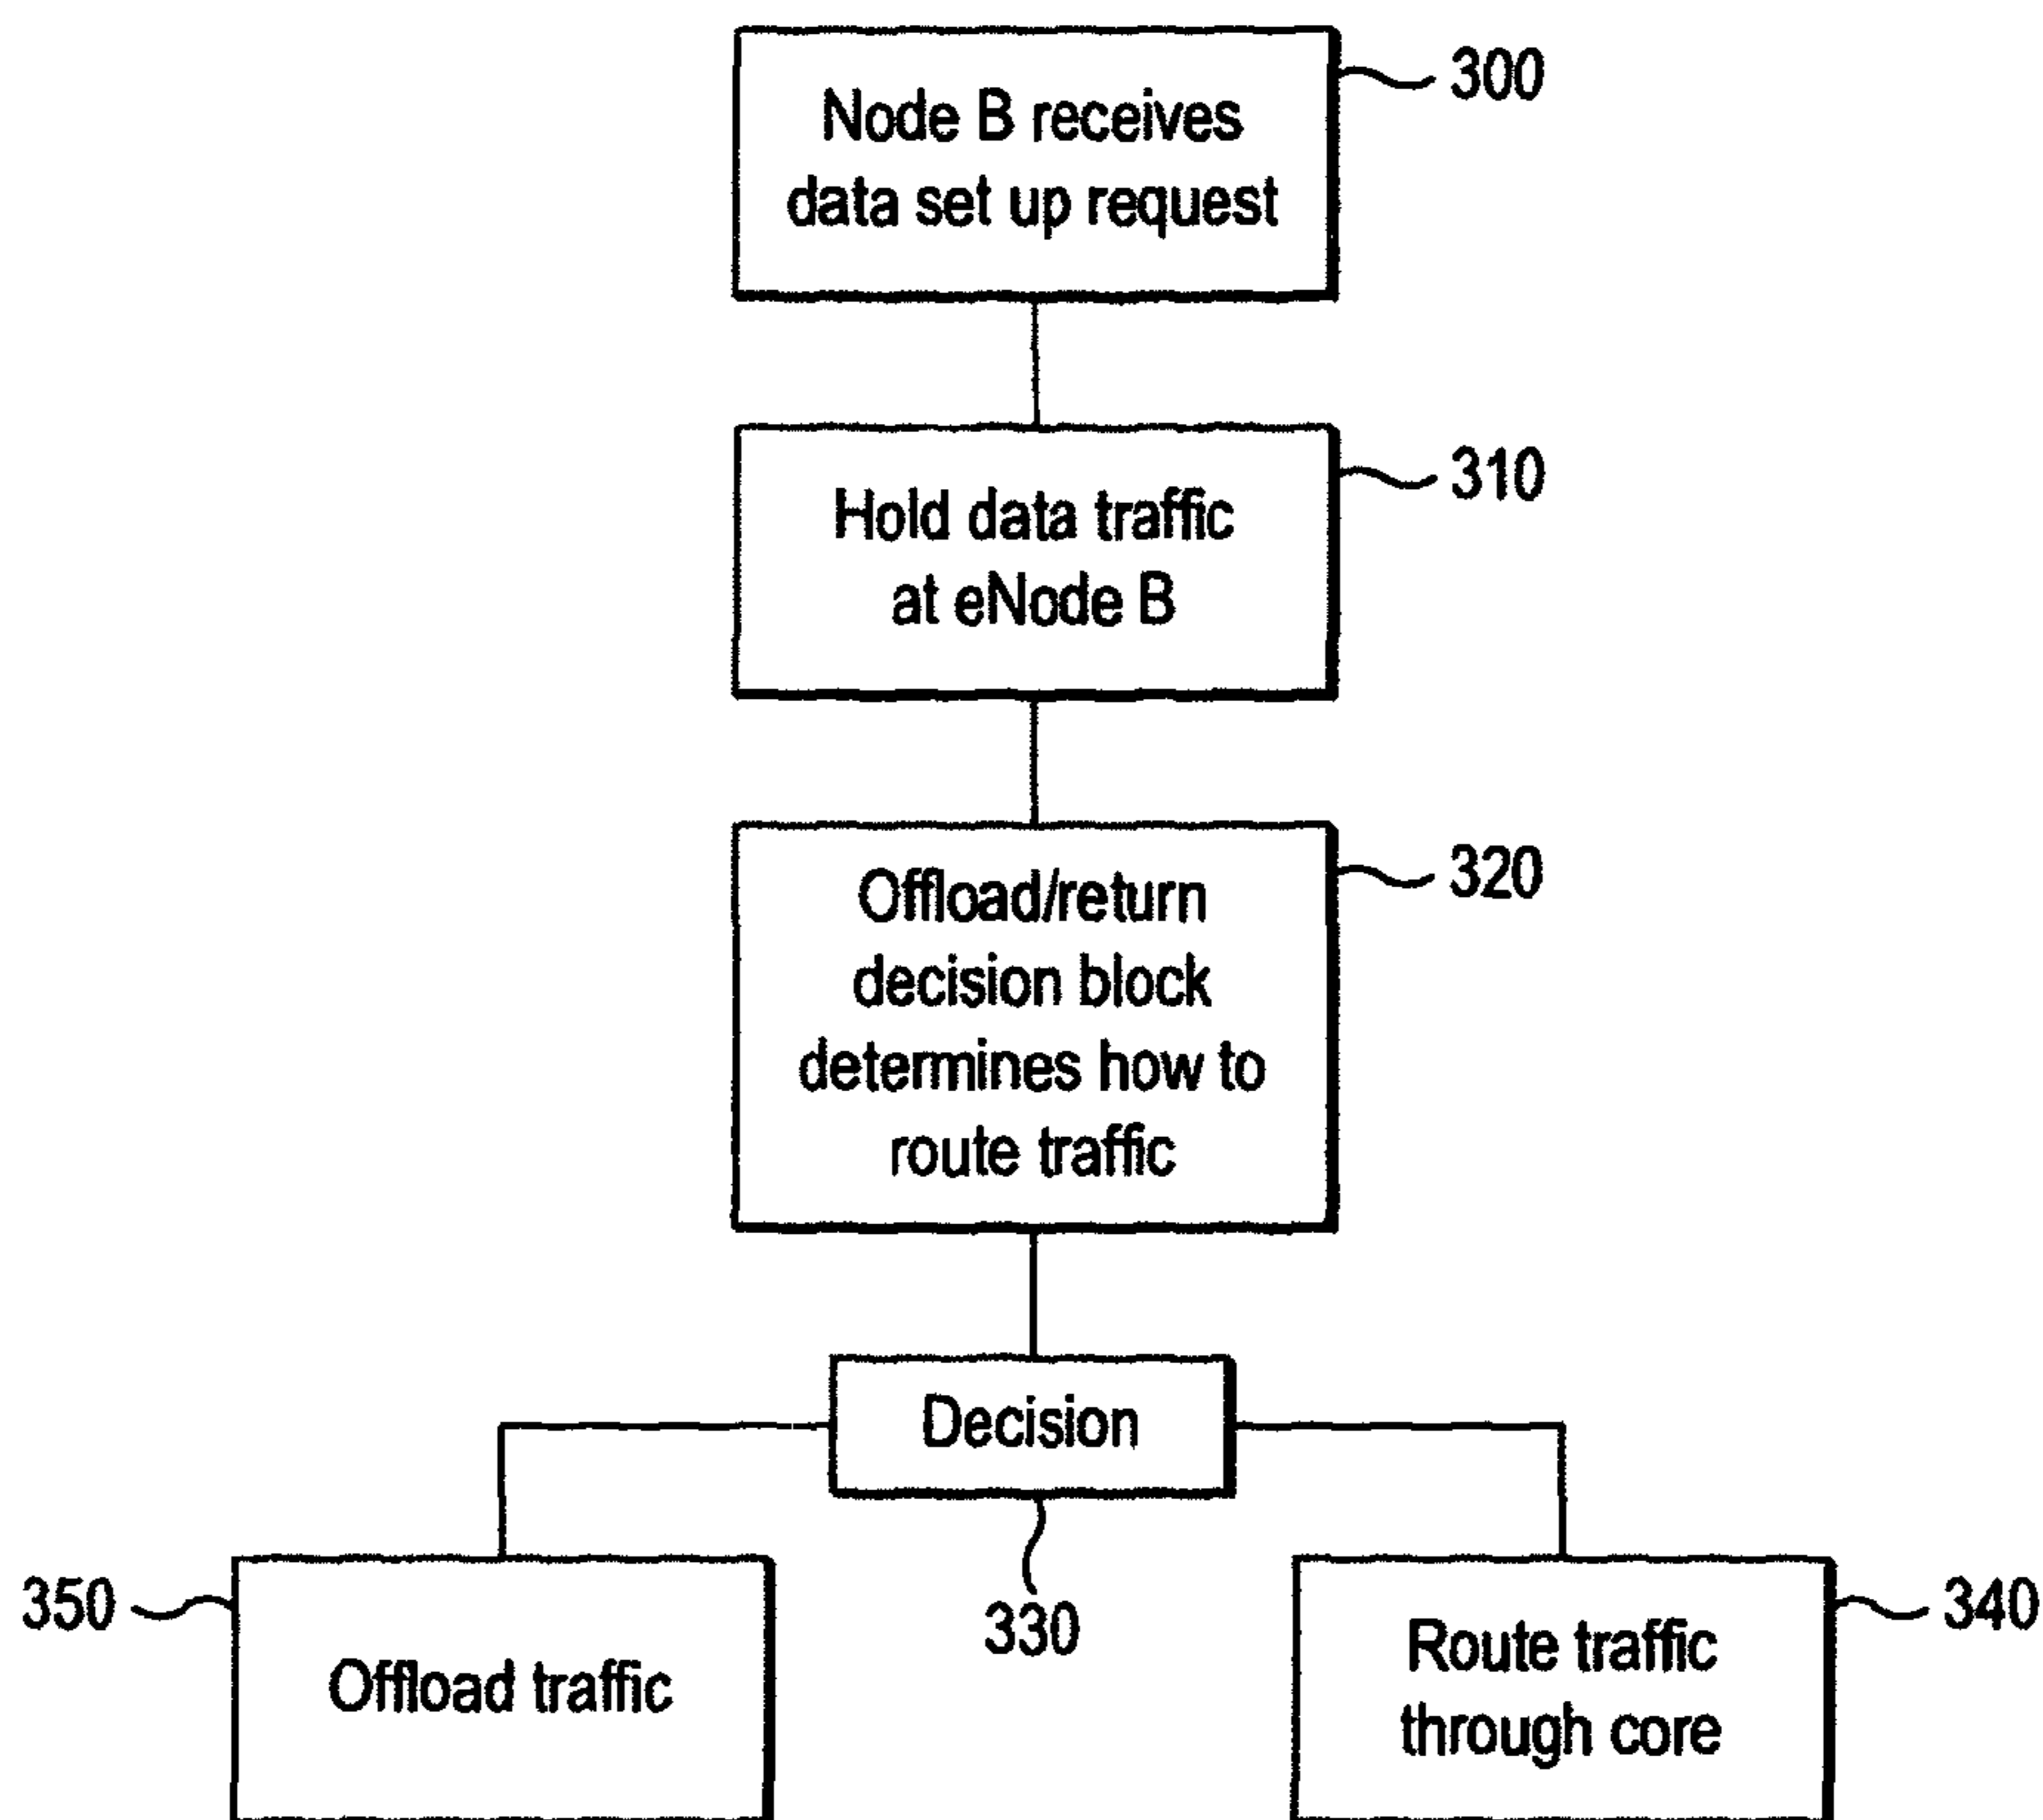 Node B receives
data set up request
300
Hold data traffic
at eNode B
310
Offload/return
decision block
determines how to
route traffic
320
Decision
330
350
Offload traffic
Route traffic
through core
340